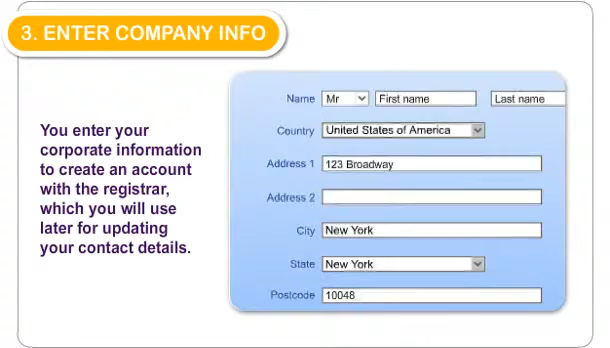 3. ENTER COMPANY INFO
You enter your
corporate information
to create an account
with the registrar,
which you will use
later for updating
your contact details.
Name Mr First name Last name
Country United States of America
Address 1 123 Broadway
Address 2
City New York
State New York
Postcode 10048